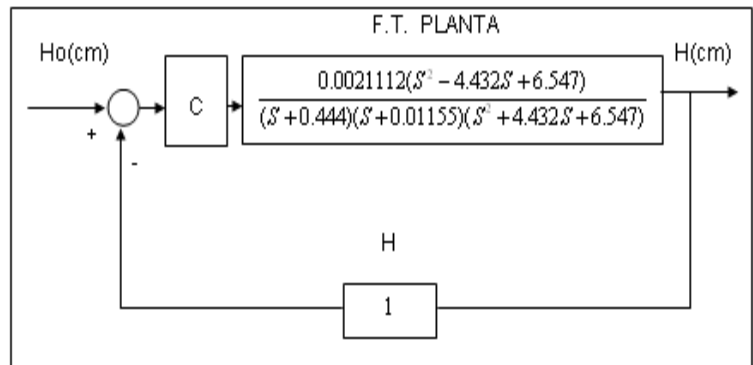 F.T. PLANTA
Ho(cm)
H(cm)
C
0.0021112(S² - 4.432S + 6.547)
(S + 0.444)(S + 0.01155)(S² + 4.432S + 6.547)
+
-
H
1